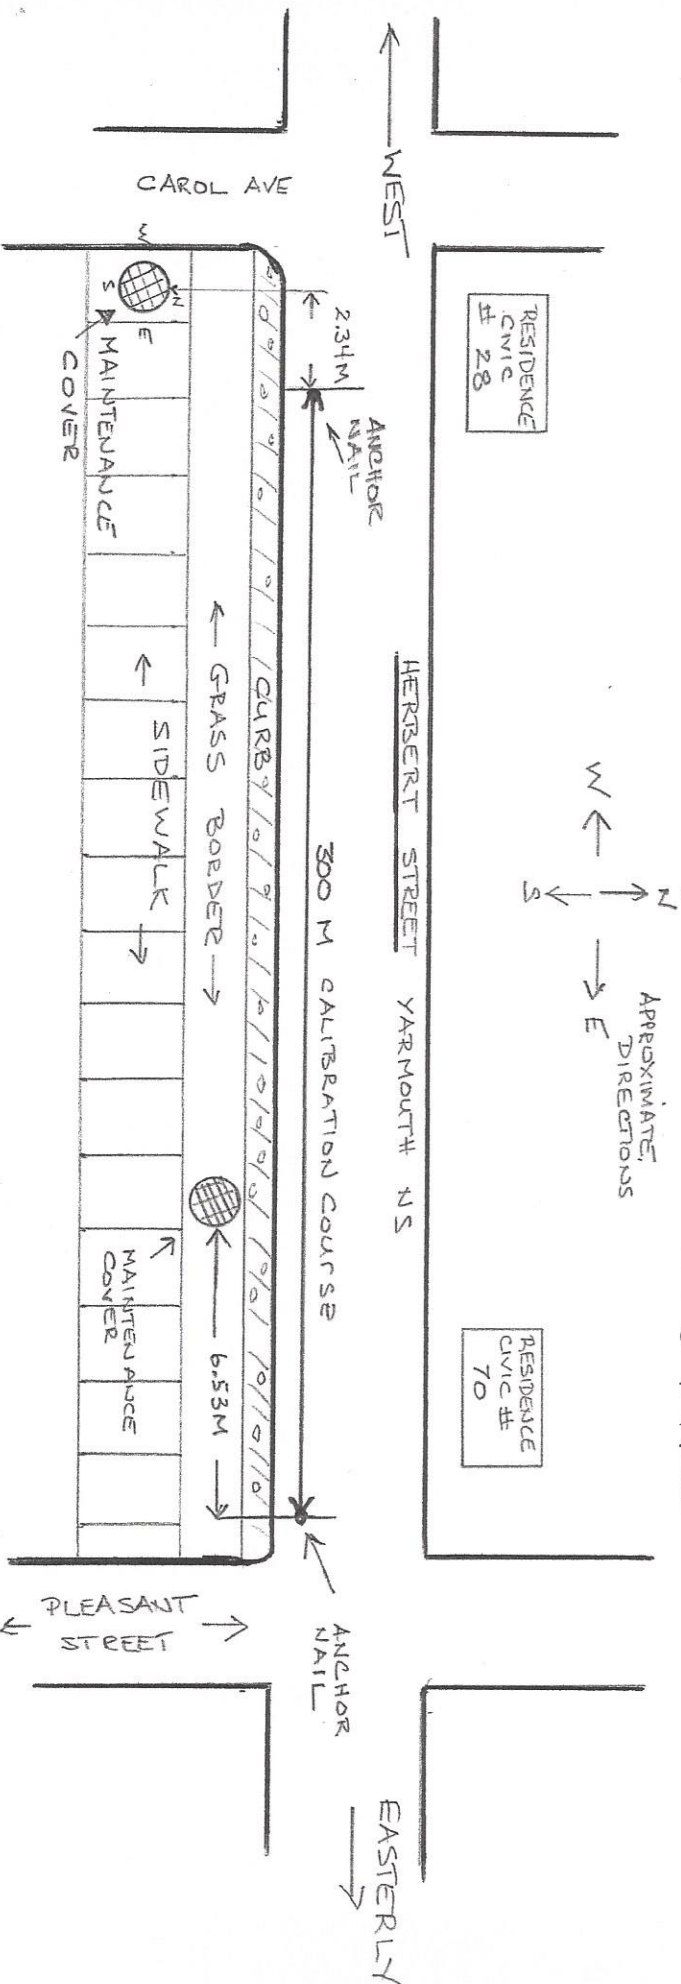 N
W
E
S
APPROXIMATE,
DIRECTIONS
RESIDENCE
CIVIC
# 28
RESIDENCE
CIVIC #
70
WEST
HERBERT STREET YARMOUTH NS
EASTERLY
2.34M
ANCHOR
NAIL
300 M CALIBRATION COURSE
ANCHOR
NAIL
CAROL AVE
CURB
GRASS BORDER
6.53M
W
N
S
E
MAINTENANCE
COVER
SIDEWALK
MAINTENANCE
COVER
PLEASANT
STREET